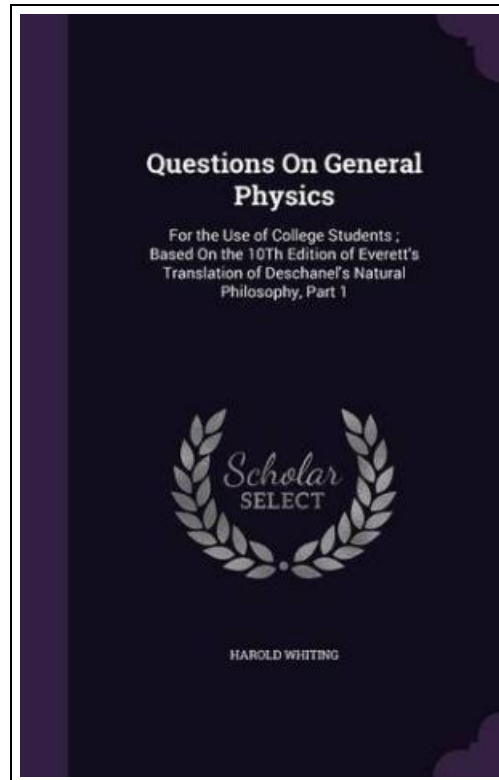 Questions On General
Physics
For the Use of College Students ;
Based On the 10Th Edition of Everett's
Translation of Deschanel's Natural
Philosophy, Part 1
Scholar
SELECT
HAROLD WHITING